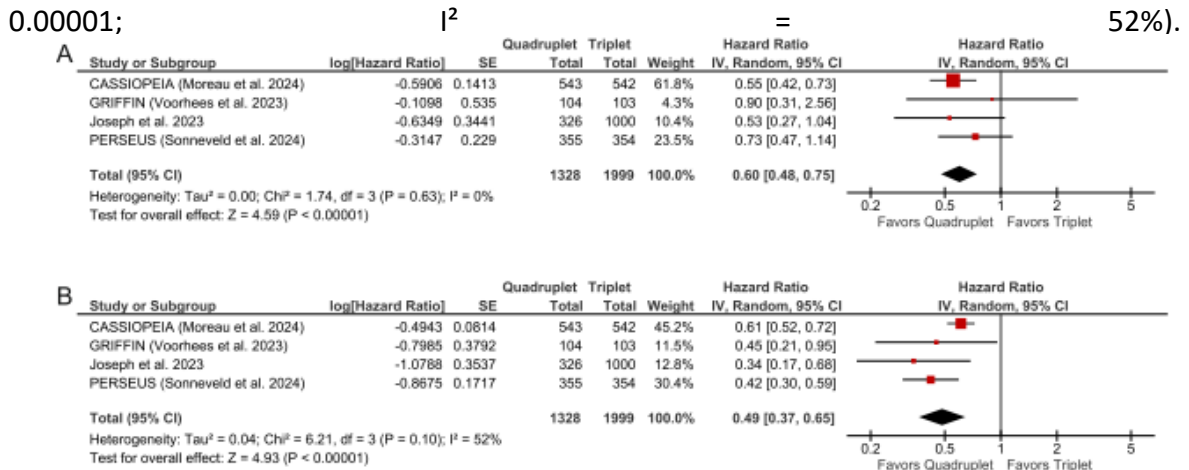 0.00001; I² = 52%).
A
Quadruplet Triplet Hazard Ratio Hazard Ratio
Study or Subgroup log[Hazard Ratio] SE Total Total Weight IV, Random, 95% CI IV, Random, 95% CI
CASSIOPEIA (Moreau et al. 2024) -0.5906 0.1413 543 542 61.8% 0.55 [0.42, 0.73]
GRIFFIN (Voorhees et al. 2023) -0.1098 0.535 104 103 4.3% 0.90 [0.31, 2.56]
Joseph et al. 2023 -0.6349 0.3441 326 1000 10.4% 0.53 [0.27, 1.04]
PERSEUS (Sonneveld et al. 2024) -0.3147 0.229 355 354 23.5% 0.73 [0.47, 1.14]
Total (95% CI) 1328 1999 100.0% 0.60 [0.48, 0.75]
Heterogeneity: Tau² = 0.00; Chi² = 1.74, df = 3 (P = 0.63); I² = 0%
Test for overall effect: Z = 4.59 (P < 0.00001)
0.2 0.5 1 2 5
Favors Quadruplet Favors Triplet
B
Quadruplet Triplet Hazard Ratio Hazard Ratio
Study or Subgroup log[Hazard Ratio] SE Total Total Weight IV, Random, 95% CI IV, Random, 95% CI
CASSIOPEIA (Moreau et al. 2024) -0.4943 0.0814 543 542 45.2% 0.61 [0.52, 0.72]
GRIFFIN (Voorhees et al. 2023) -0.7985 0.3792 104 103 11.5% 0.45 [0.21, 0.95]
Joseph et al. 2023 -1.0788 0.3537 326 1000 12.8% 0.34 [0.17, 0.68]
PERSEUS (Sonneveld et al. 2024) -0.8675 0.1717 355 354 30.4% 0.42 [0.30, 0.59]
Total (95% CI) 1328 1999 100.0% 0.49 [0.37, 0.65]
Heterogeneity: Tau² = 0.04; Chi² = 6.21, df = 3 (P = 0.10); I² = 52%
Test for overall effect: Z = 4.93 (P < 0.00001)
0.2 0.5 1 2 5
Favors Quadruplet Favors Triplet